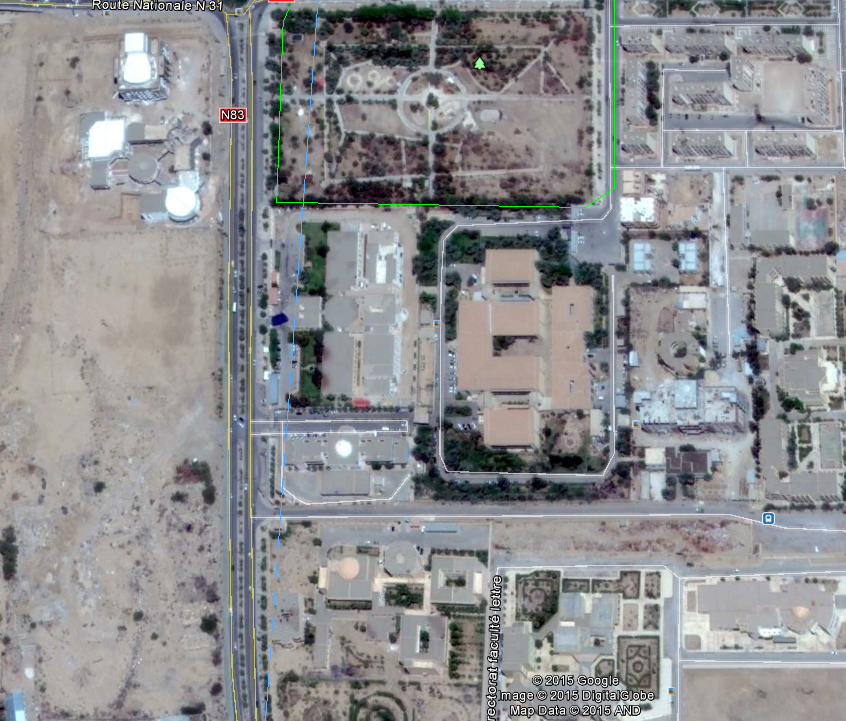 Route Nationale N 31
N83
rectorat faculté lettre
© 2015 Google
Image © 2015 DigitalGlobe
Map Data © 2015 AND